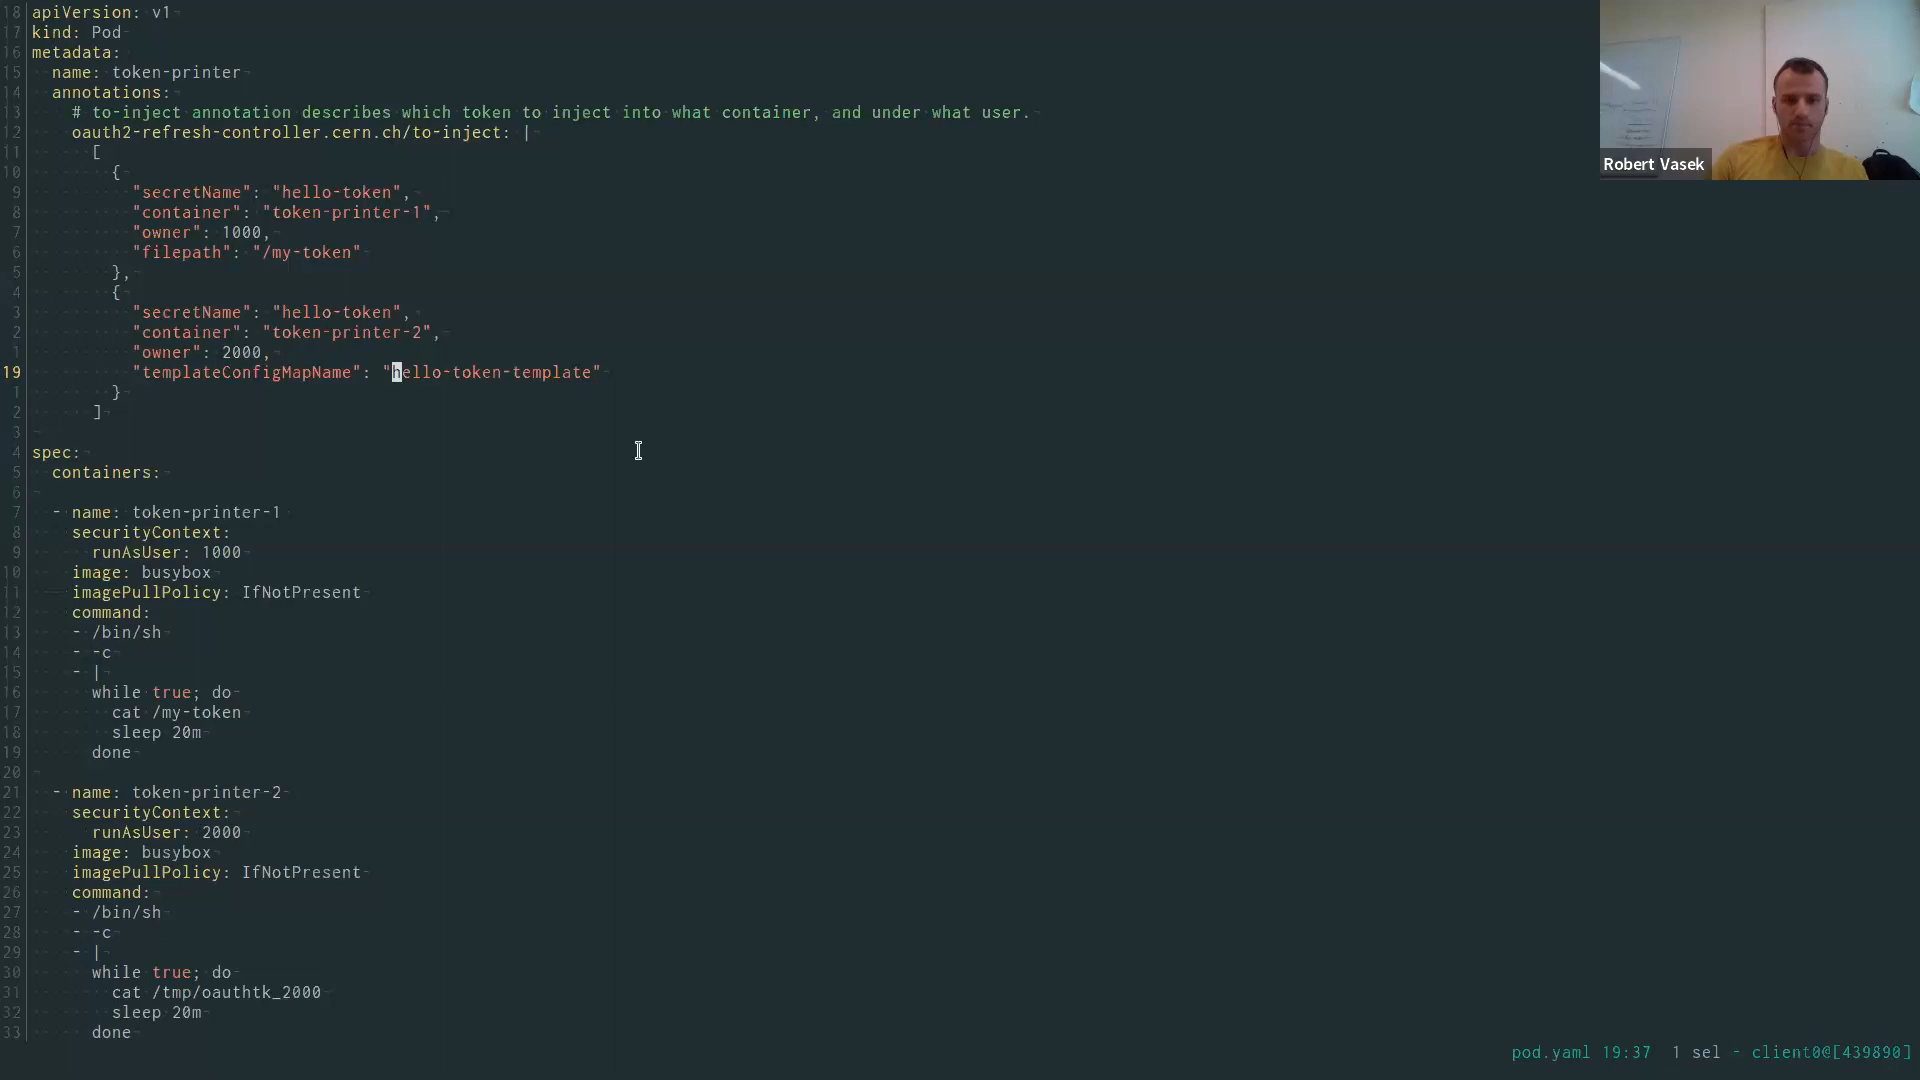 18 apiVersion: v1
17 kind: Pod
16 metadata:
15   name: token-printer
14   annotations:
13     # to-inject annotation describes which token to inject into what container, and under what user.
12     oauth2-refresh-controller.cern.ch/to-inject: |
11       [
10         {
9           "secretName": "hello-token",
8           "container": "token-printer-1",
7           "owner": 1000,
6           "filepath": "/my-token"
5         },
4         {
3           "secretName": "hello-token",
2           "container": "token-printer-2",
1           "owner": 2000,
19           "templateConfigMapName": "hello-token-template"
1         }
2       ]
3
4 spec:
5   containers:
6
7   - name: token-printer-1
8     securityContext:
9       runAsUser: 1000
10     image: busybox
11     imagePullPolicy: IfNotPresent
12     command:
13     - /bin/sh
14     - -c
15     - |
16       while true; do
17         cat /my-token
18         sleep 20m
19       done
20
21   - name: token-printer-2
22     securityContext:
23       runAsUser: 2000
24     image: busybox
25     imagePullPolicy: IfNotPresent
26     command:
27     - /bin/sh
28     - -c
29     - |
30       while true; do
31         cat /tmp/oauthtk_2000
32         sleep 20m
33       done
pod.yaml 19:37 1 sel - client0@[439890]
Robert Vasek